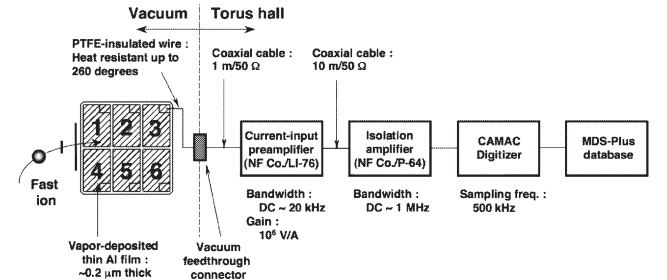 Vacuum
Torus hall
PTFE-insulated wire :
Heat resistant up to
260 degrees
Coaxial cable :
1 m/50 Ω
Coaxial cable :
10 m/50 Ω
1 2 3
4 5 6
Fast
ion
Current-input
preamplifier
(NF Co./LI-76)
Isolation
amplifier
(NF Co./P-64)
CAMAC
Digitizer
MDS-Plus
database
Bandwidth :
DC ~ 20 kHz
Gain :
10⁶ V/A
Bandwidth :
DC ~ 1 MHz
Sampling freq. :
500 kHz
Vapor-deposited
thin Al film :
~0.2 μm thick
Vacuum
feedthrough
connector